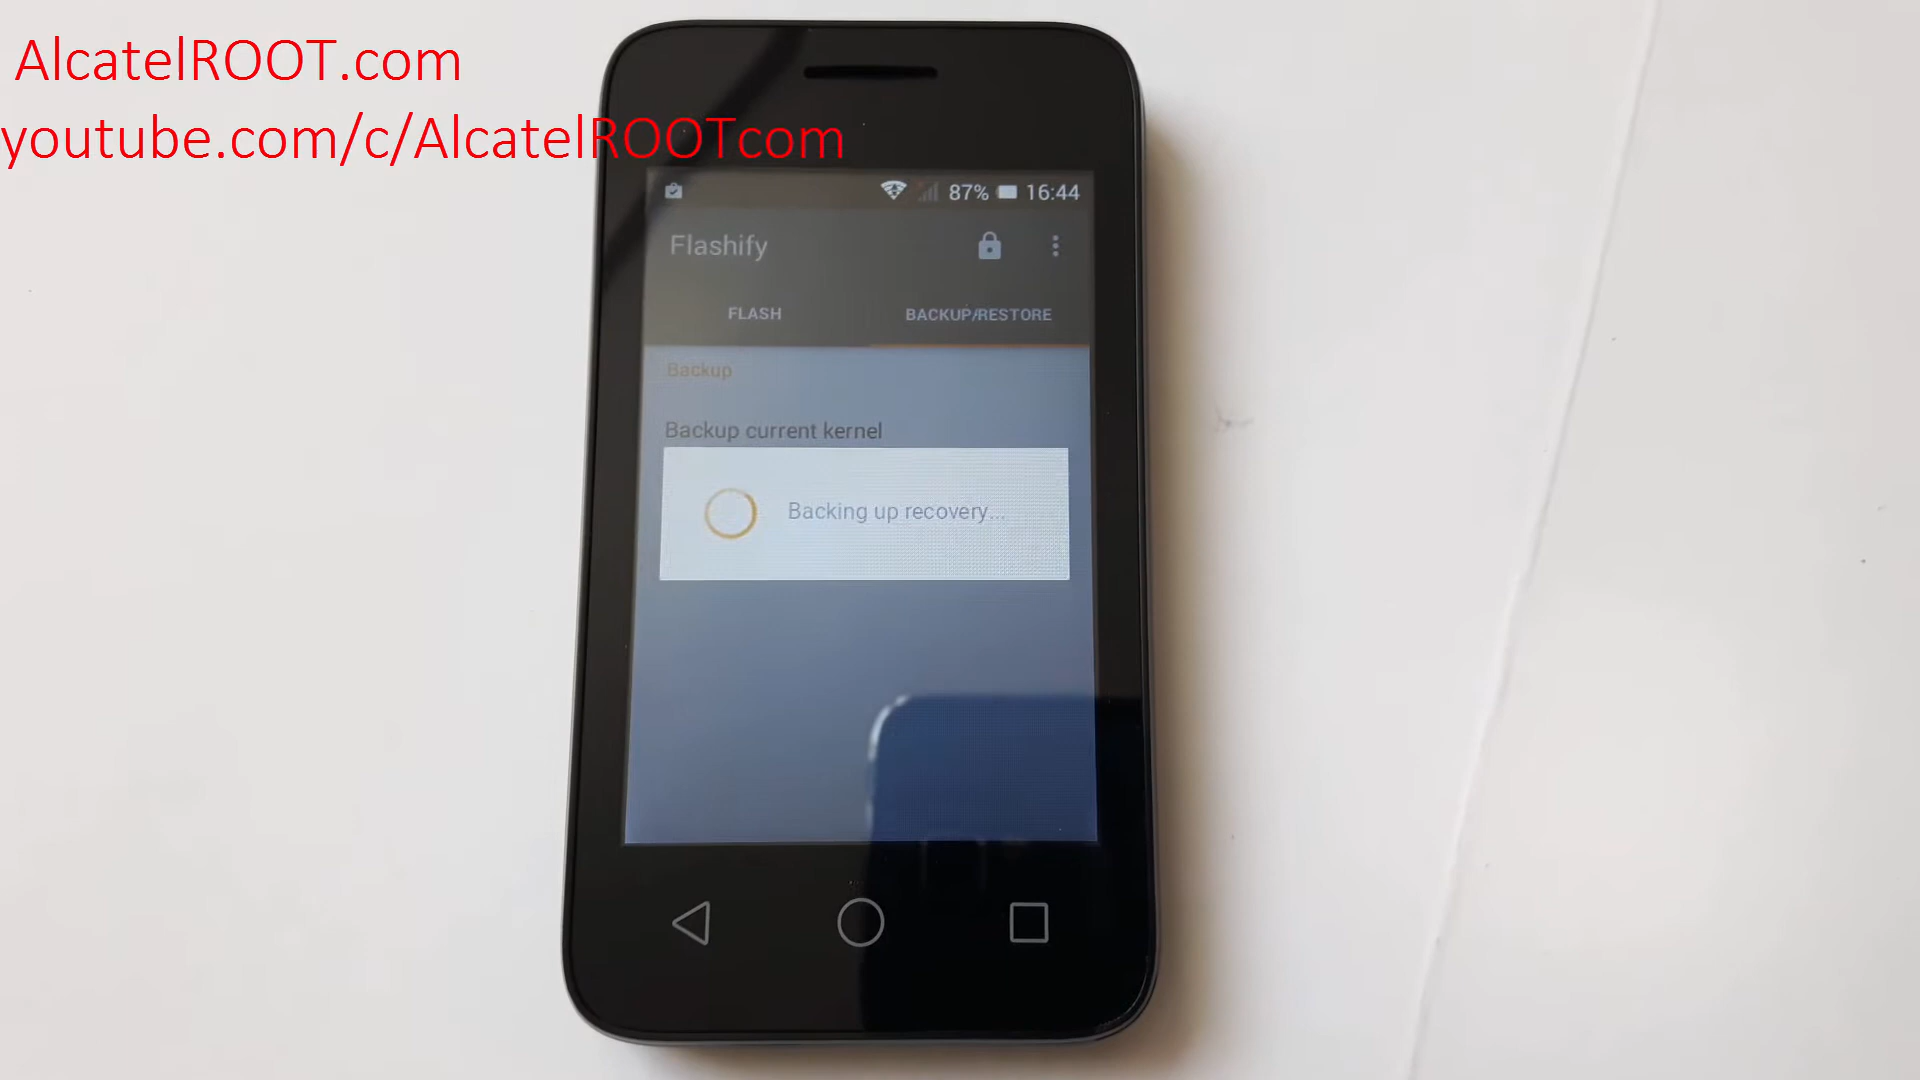 AlcatelROOT.com
youtube.com/c/AlcatelROOTcom
87% 16:44
Flashify
FLASH BACKUP/RESTORE
Backup
Backup current kernel
Backing up recovery...